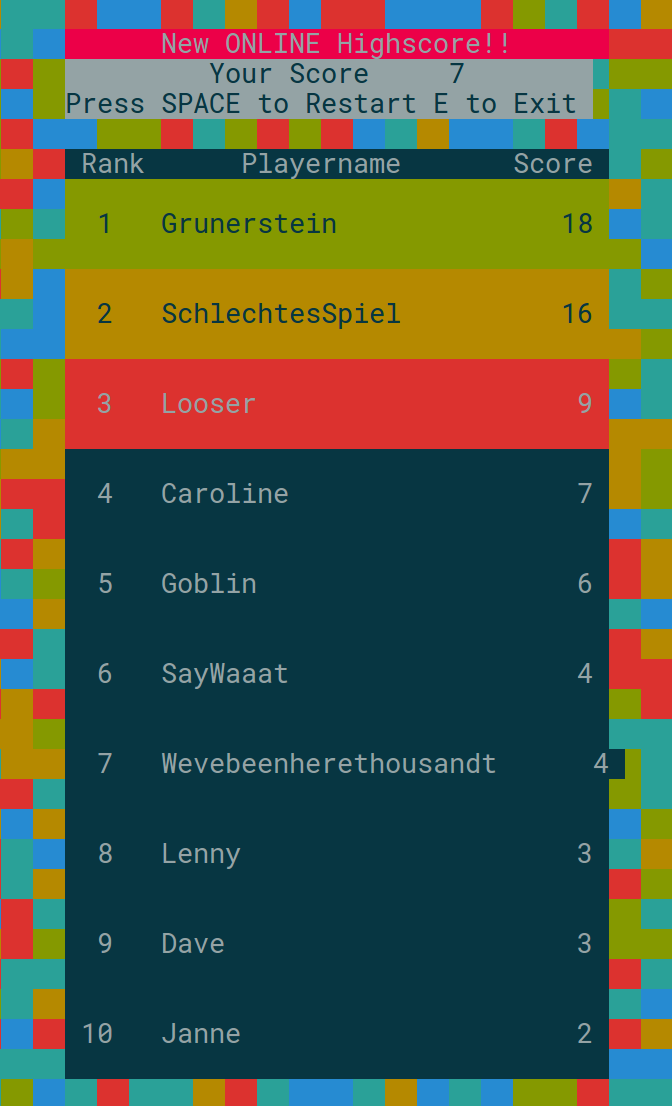 New ONLINE Highscore!!
Your Score 7
Press SPACE to Restart E to Exit
Rank Playername Score
1 Grunerstein 18
2 SchlechtesSpiel 16
3 Looser 9
4 Caroline 7
5 Goblin 6
6 SayWaaat 4
7 Wevebeenherethousandt 4
8 Lenny 3
9 Dave 3
10 Janne 2